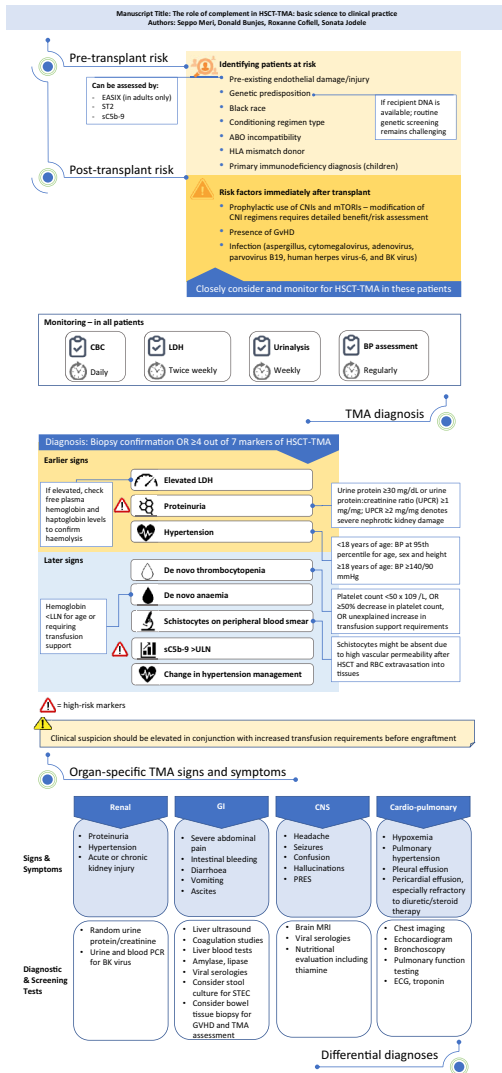 Manuscript Title: The role of complement in HSCT-TMA: basic science to clinical practice
Authors: Seppo Meri, Donald Bunjes, Roxanne Cofiell, Sonata Jodele
Pre-transplant risk
Can be assessed by:
- EASIX (in adults only)
- ST2
- sC5b-9
Identifying patients at risk
• Pre-existing endothelial damage/injury
• Genetic predisposition
• Black race
• Conditioning regimen type
• ABO incompatibility
• HLA mismatch donor
• Primary immunodeficiency diagnosis (children)
If recipient DNA is
available; routine
genetic screening
remains challenging
Post-transplant risk
Risk factors immediately after transplant
• Prophylactic use of CNIs and mTORIs – modification of
CNI regimens requires detailed benefit/risk assessment
• Presence of GvHD
• Infection (aspergillus, cytomegalovirus, adenovirus,
parvovirus B19, human herpes virus-6, and BK virus)
Closely consider and monitor for HSCT-TMA in these patients
Monitoring – in all patients
CBC
Daily
LDH
Twice weekly
Urinalysis
Weekly
BP assessment
Regularly
TMA diagnosis
Diagnosis: Biopsy confirmation OR ≥4 out of 7 markers of HSCT-TMA
Earlier signs
If elevated, check
free plasma
hemoglobin and
haptoglobin levels
to confirm
haemolysis
Elevated LDH
Proteinuria
Hypertension
Urine protein ≥30 mg/dL or urine
protein:creatinine ratio (UPCR) ≥1
mg/mg; UPCR ≥2 mg/mg denotes
severe nephrotic kidney damage
<18 years of age: BP at 95th
percentile for age, sex and height
≥18 years of age: BP ≥140/90
mmHg
Later signs
De novo thrombocytopenia
De novo anaemia
Schistocytes on peripheral blood smear
sC5b-9 >ULN
Change in hypertension management
Hemoglobin
<LLN for age or
requiring
transfusion
support
Platelet count <50 x 109 /L, OR
≥50% decrease in platelet count,
OR unexplained increase in
transfusion support requirements
Schistocytes might be absent due
to high vascular permeability after
HSCT and RBC extravasation into
tissues
= high-risk markers
Clinical suspicion should be elevated in conjunction with increased transfusion requirements before engraftment
Organ-specific TMA signs and symptoms
Renal
GI
CNS
Cardio-pulmonary
Signs &
Symptoms
• Proteinuria
• Hypertension
• Acute or chronic
kidney injury
• Severe abdominal
pain
• Intestinal bleeding
• Diarrhoea
• Vomiting
• Ascites
• Headache
• Seizures
• Confusion
• Hallucinations
• PRES
• Hypoxemia
• Pulmonary
hypertension
• Pleural effusion
• Pericardial effusion,
especially refractory
to diuretic/steroid
therapy
Diagnostic
& Screening
Tests
• Random urine
protein/creatinine
• Urine and blood PCR
for BK virus
• Liver ultrasound
• Coagulation studies
• Liver blood tests
• Amylase, lipase
• Viral serologies
• Consider stool
culture for STEC
• Consider bowel
tissue biopsy for
GVHD and TMA
assessment
• Brain MRI
• Viral serologies
• Nutritional
evaluation including
thiamine
• Chest imaging
• Echocardiogram
• Bronchoscopy
• Pulmonary function
testing
• ECG, troponin
Differential diagnoses